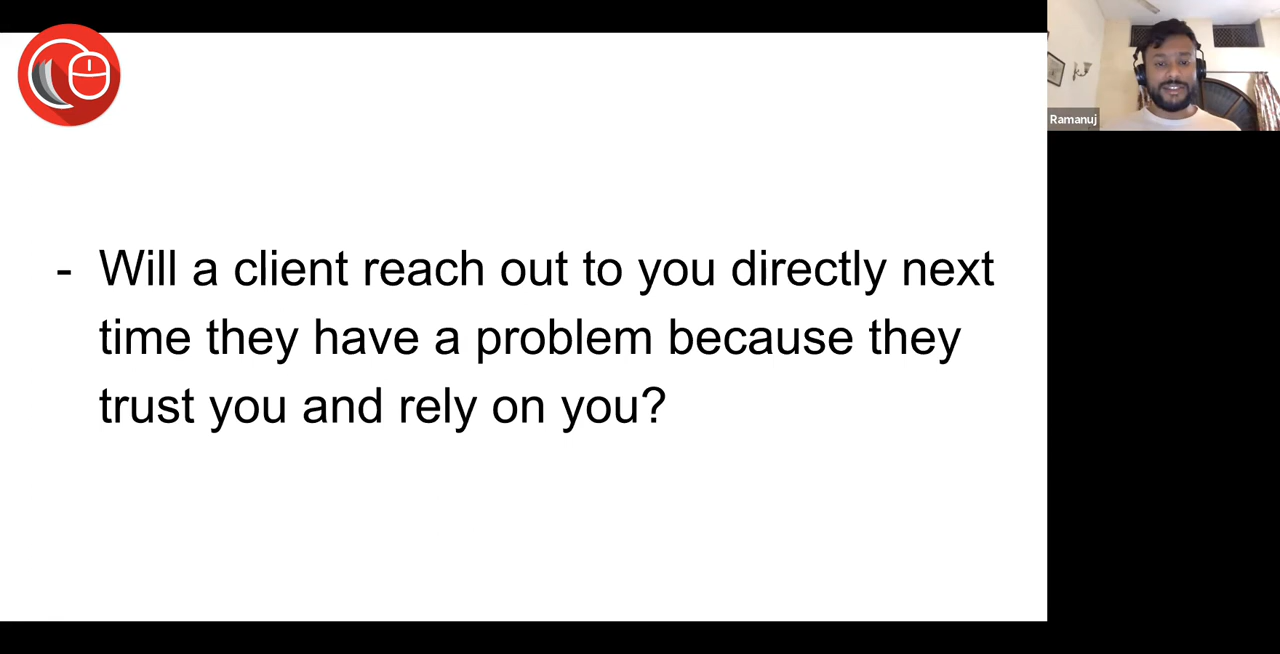 - Will a client reach out to you directly next
time they have a problem because they
trust you and rely on you?
Ramanuj